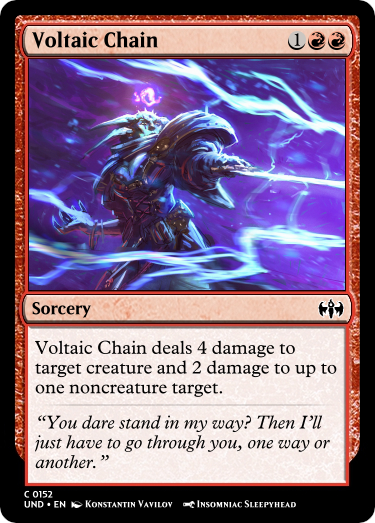 Voltaic Chain 1
Sorcery
Voltaic Chain deals 4 damage to
target creature and 2 damage to up to
one noncreature target.
“You dare stand in my way? Then I’ll
just have to go through you, one way or
another.”
C 0152
UND • EN Konstantin Vavilov Insomniac Sleepyhead